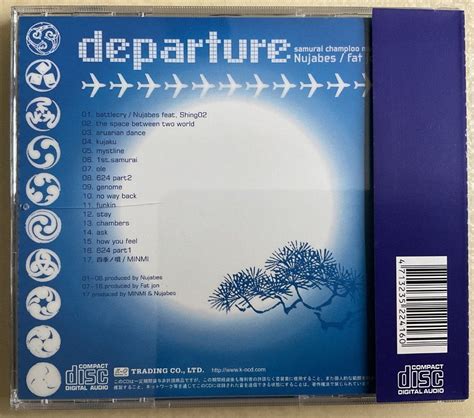 departure
samurai champloo
Nujabes / fat
01. battlecry / Nujabes feat. Shing02
02. the space between two world
03. aruarian dance
04. kujaku
05. mystline
06. 1st.samurai
07. ole
08. 624 part2
09. genome
10. no way back
11. funkin
12. stay
13. chambers
14. ask
15. now you feel
16. 624 part1
17. 四季ノ唄 / MINMI
01-06 produced by Nujabes
07-16 produced by Fat jon
17 produced by MINMI & Nujabes
4713235224160
COMPACT
disc
DIGITAL AUDIO
TRADING CO., LTD.
COMPACT
disc
DIGITAL AUDIO